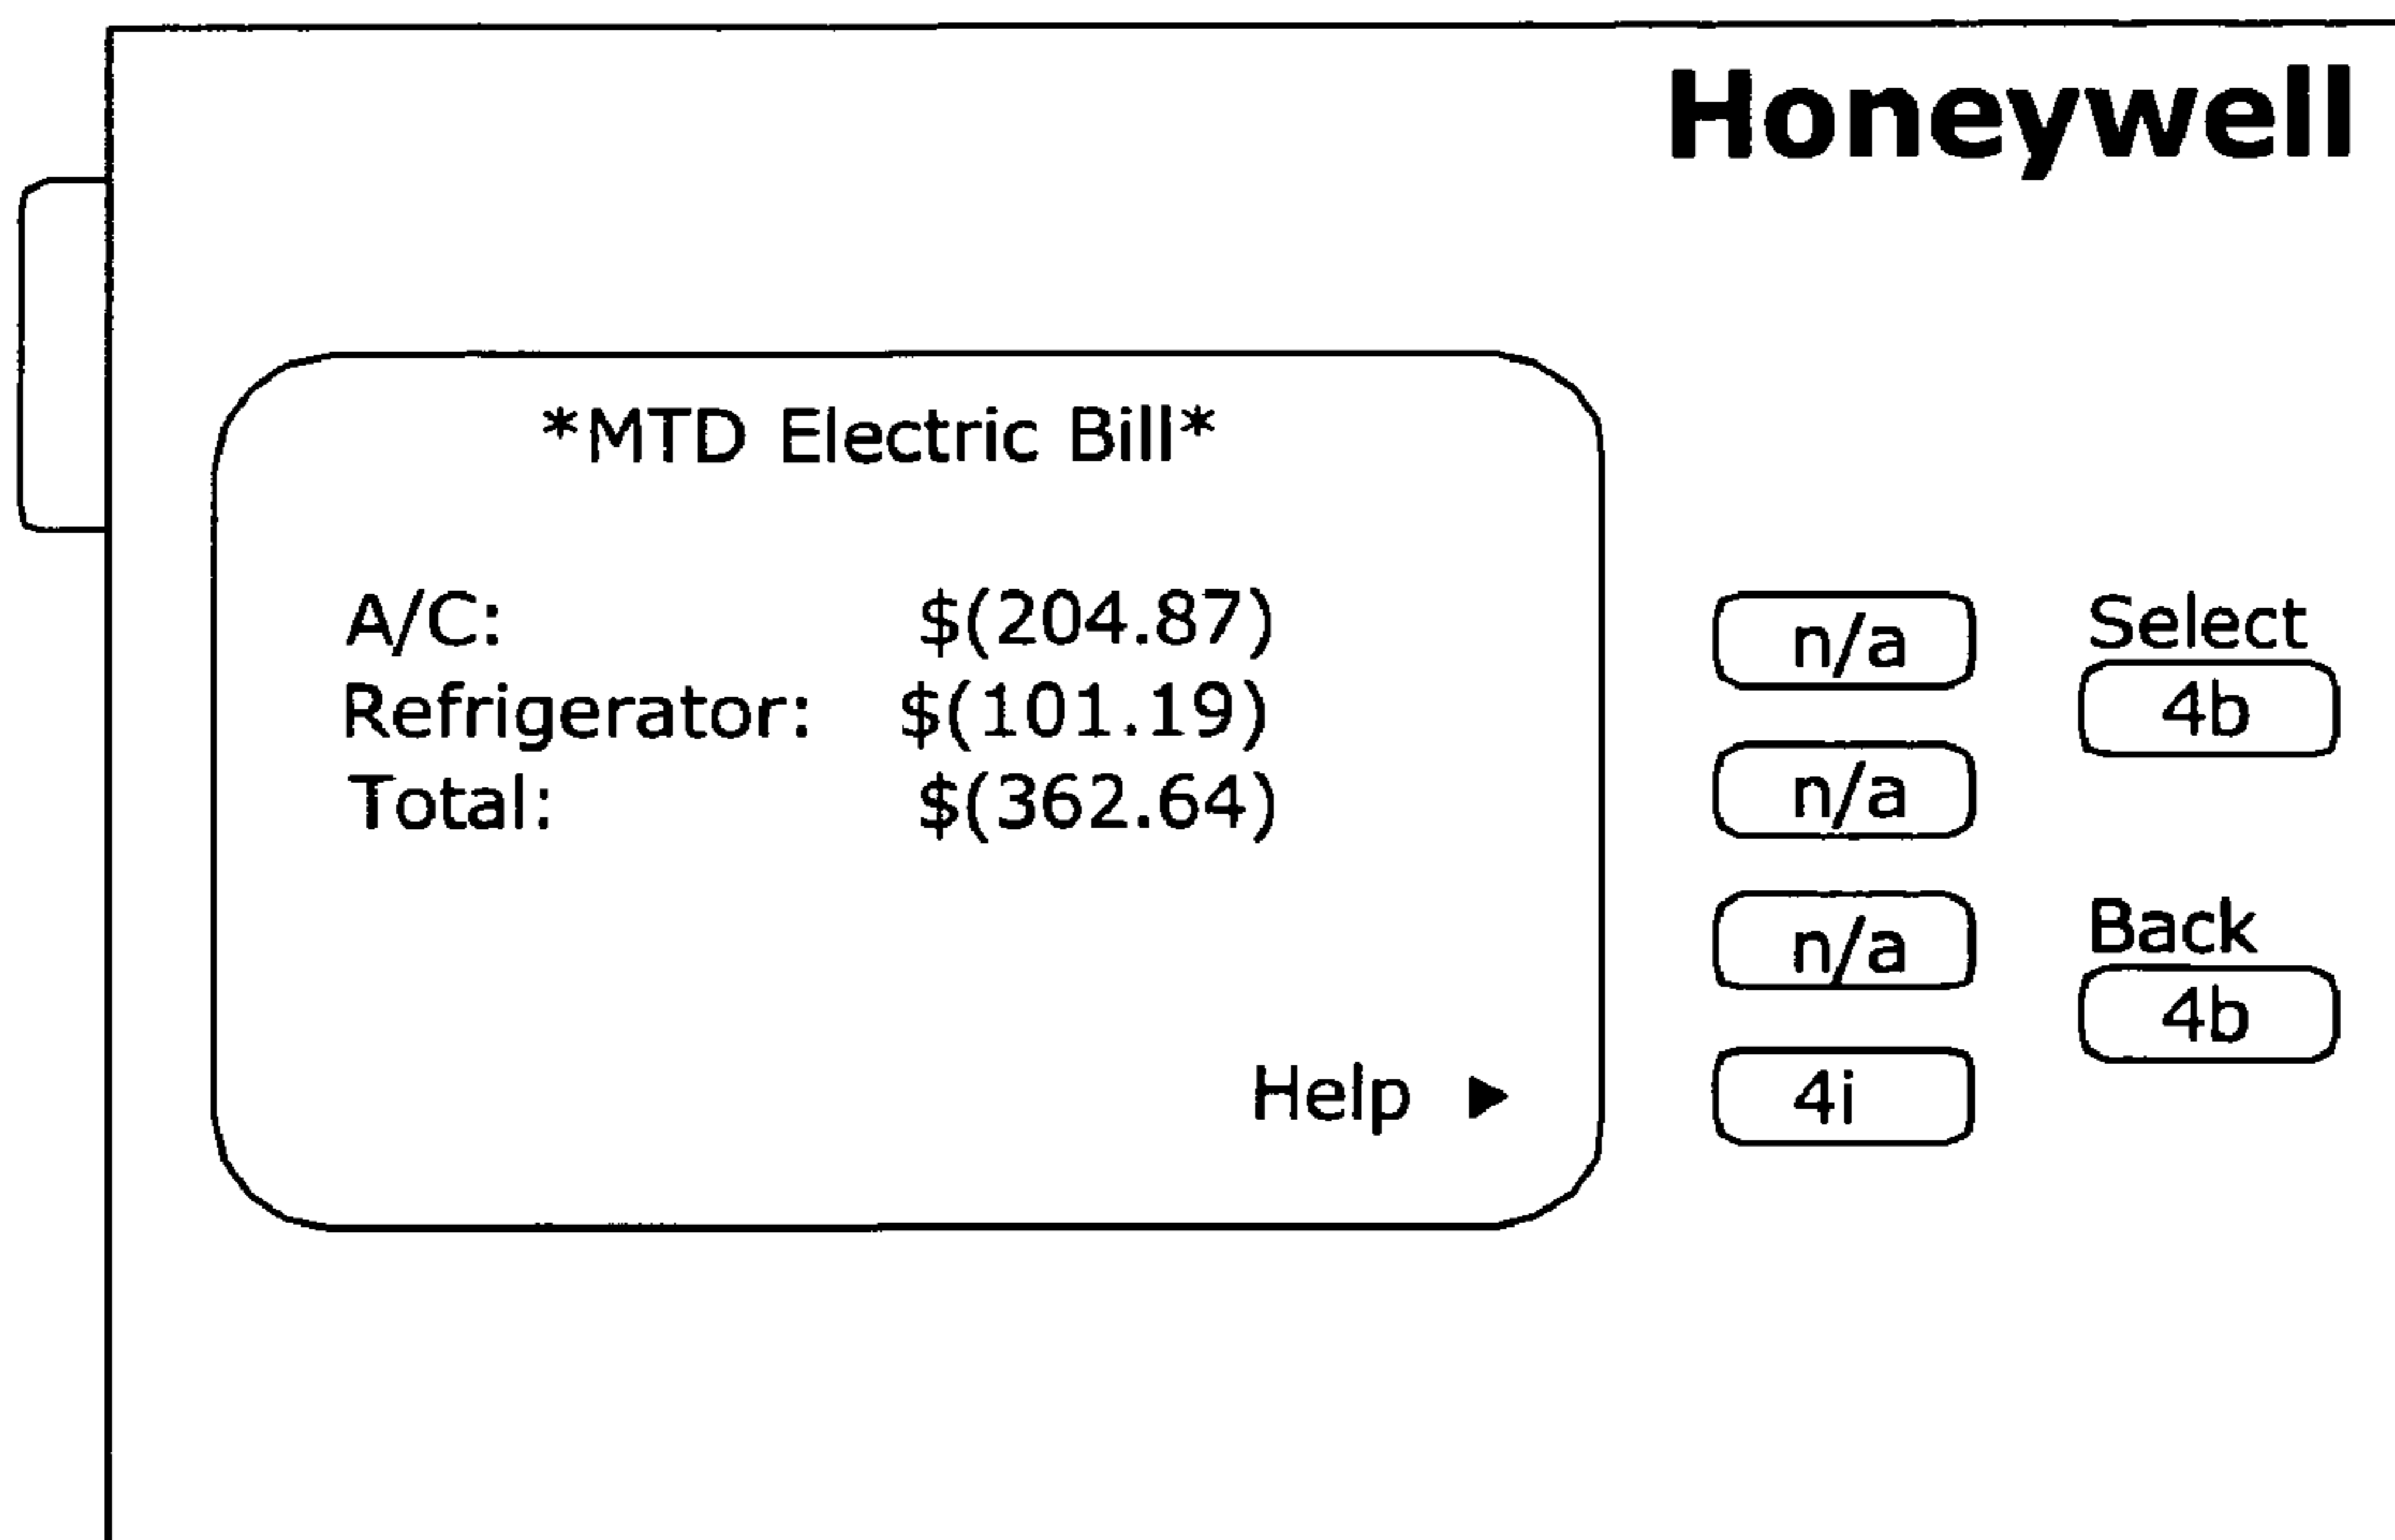 Honeywell
*MTD Electric Bill*
A/C: $(204.87)
Refrigerator: $(101.19)
Total: $(362.64)
Help ►
n/a
n/a
n/a
4i
Select
4b
Back
4b